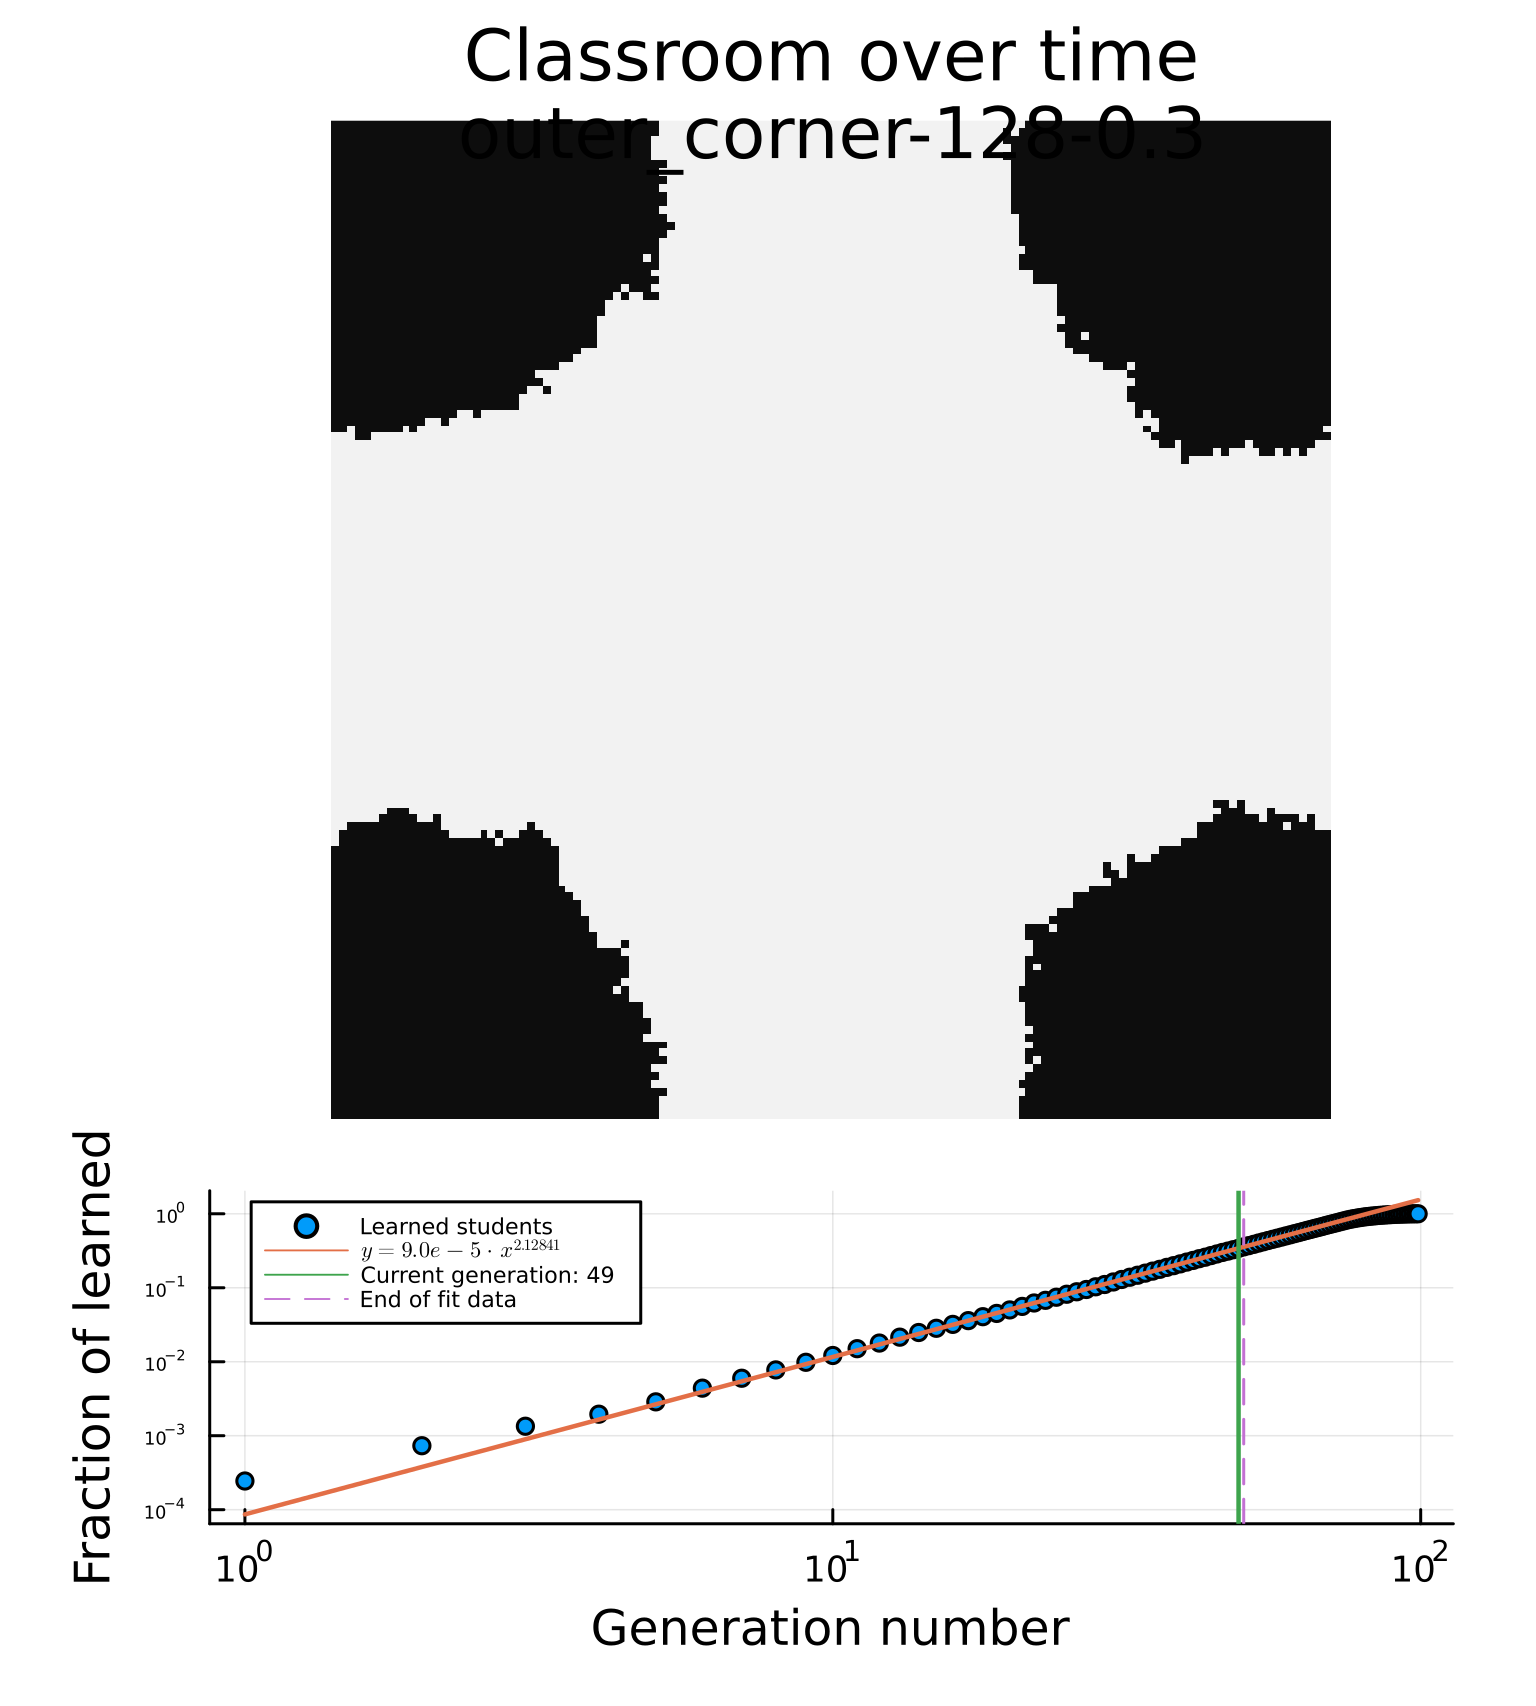 Classroom over time
outer_corner-128-0.3
Fraction of learned
10^0
10^-1
10^-2
10^-3
10^-4
Learned students
y = 9.0e − 5 · x^2.12841
Current generation: 49
End of fit data
10^0
10^1
10^2
Generation number